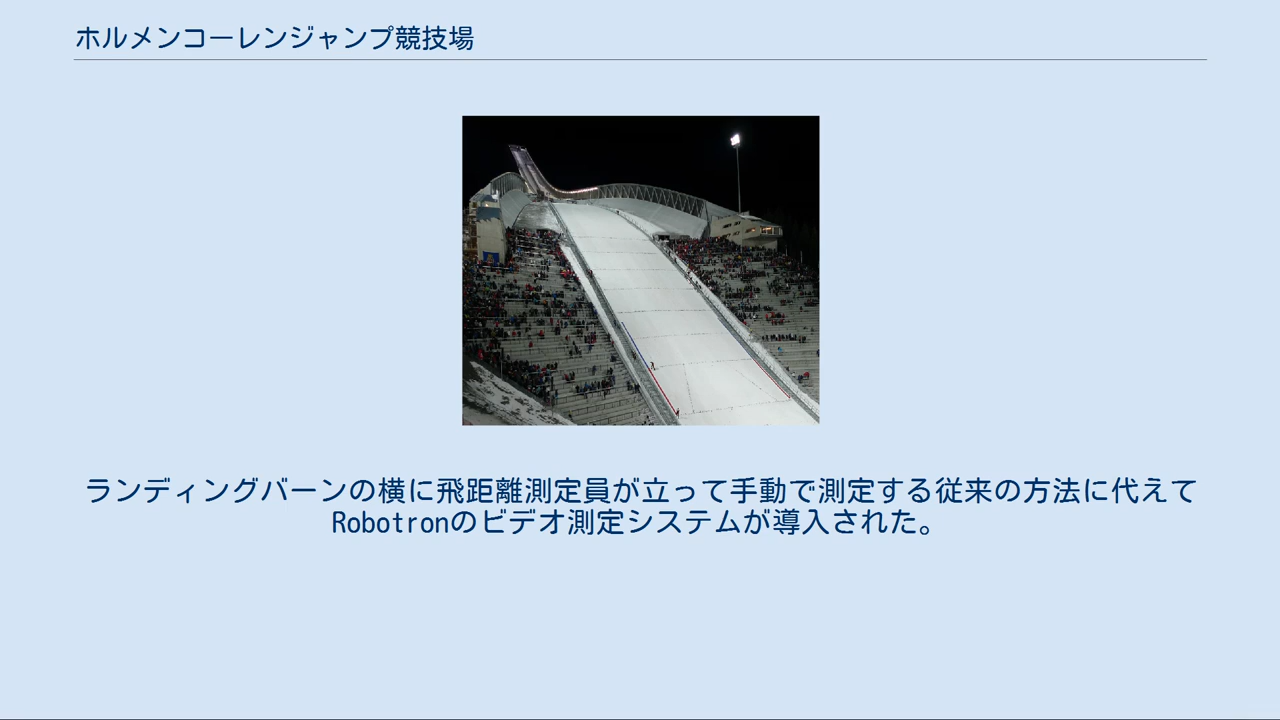 ホルメンコーレンジャンプ競技場
ランディングバーンの横に飛距離測定員が立って手動で測定する従来の方法に代えて
Robotronのビデオ測定システムが導入された。